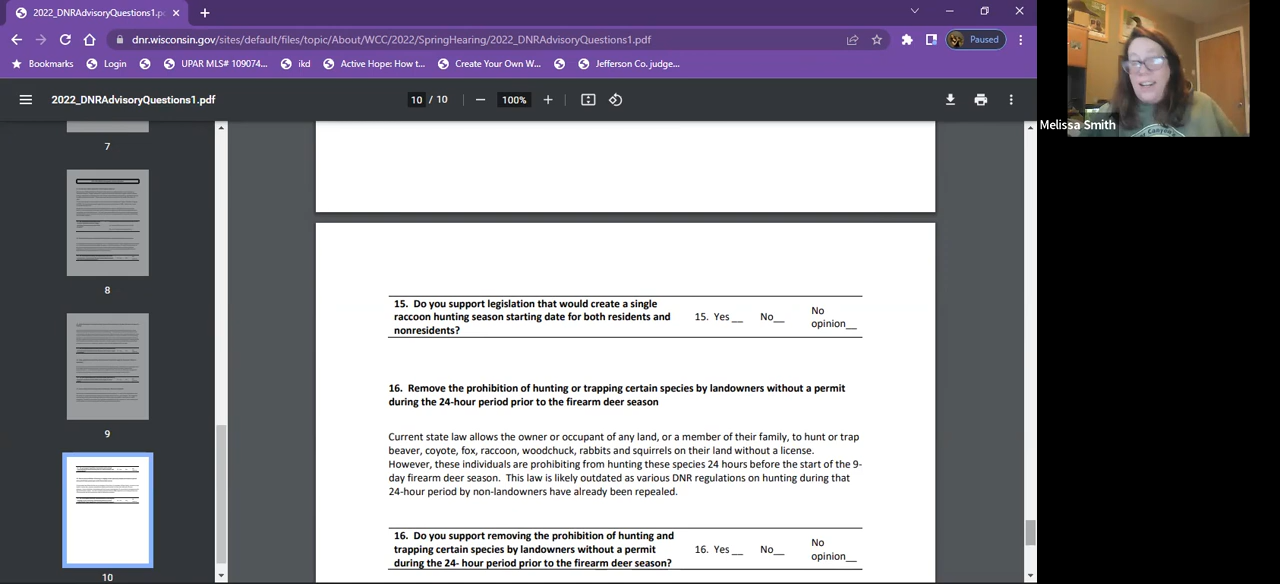 2022_DNRAdvisoryQuestions1.pdf
dnr.wisconsin.gov/sites/default/files/topic/About/WCC/2022/SpringHearing/2022_DNRAdvisoryQuestions1.pdf
Paused
Bookmarks Login UPAR MLS# 109074... ikd Active Hope: How t... Create Your Own W... Jefferson Co. judge...
2022_DNRAdvisoryQuestions1.pdf 10 / 10 100%
Melissa Smith
7
8
9
10
15. Do you support legislation that would create a single
raccoon hunting season starting date for both residents and
nonresidents?
15. Yes __ No__ No
opinion__
16. Remove the prohibition of hunting or trapping certain species by landowners without a permit
during the 24-hour period prior to the firearm deer season
Current state law allows the owner or occupant of any land, or a member of their family, to hunt or trap
beaver, coyote, fox, raccoon, woodchuck, rabbits and squirrels on their land without a license.
However, these individuals are prohibiting from hunting these species 24 hours before the start of the 9-
day firearm deer season. This law is likely outdated as various DNR regulations on hunting during that
24-hour period by non-landowners have already been repealed.
16. Do you support removing the prohibition of hunting and
trapping certain species by landowners without a permit
during the 24- hour period prior to the firearm deer season?
16. Yes __ No__ No
opinion__